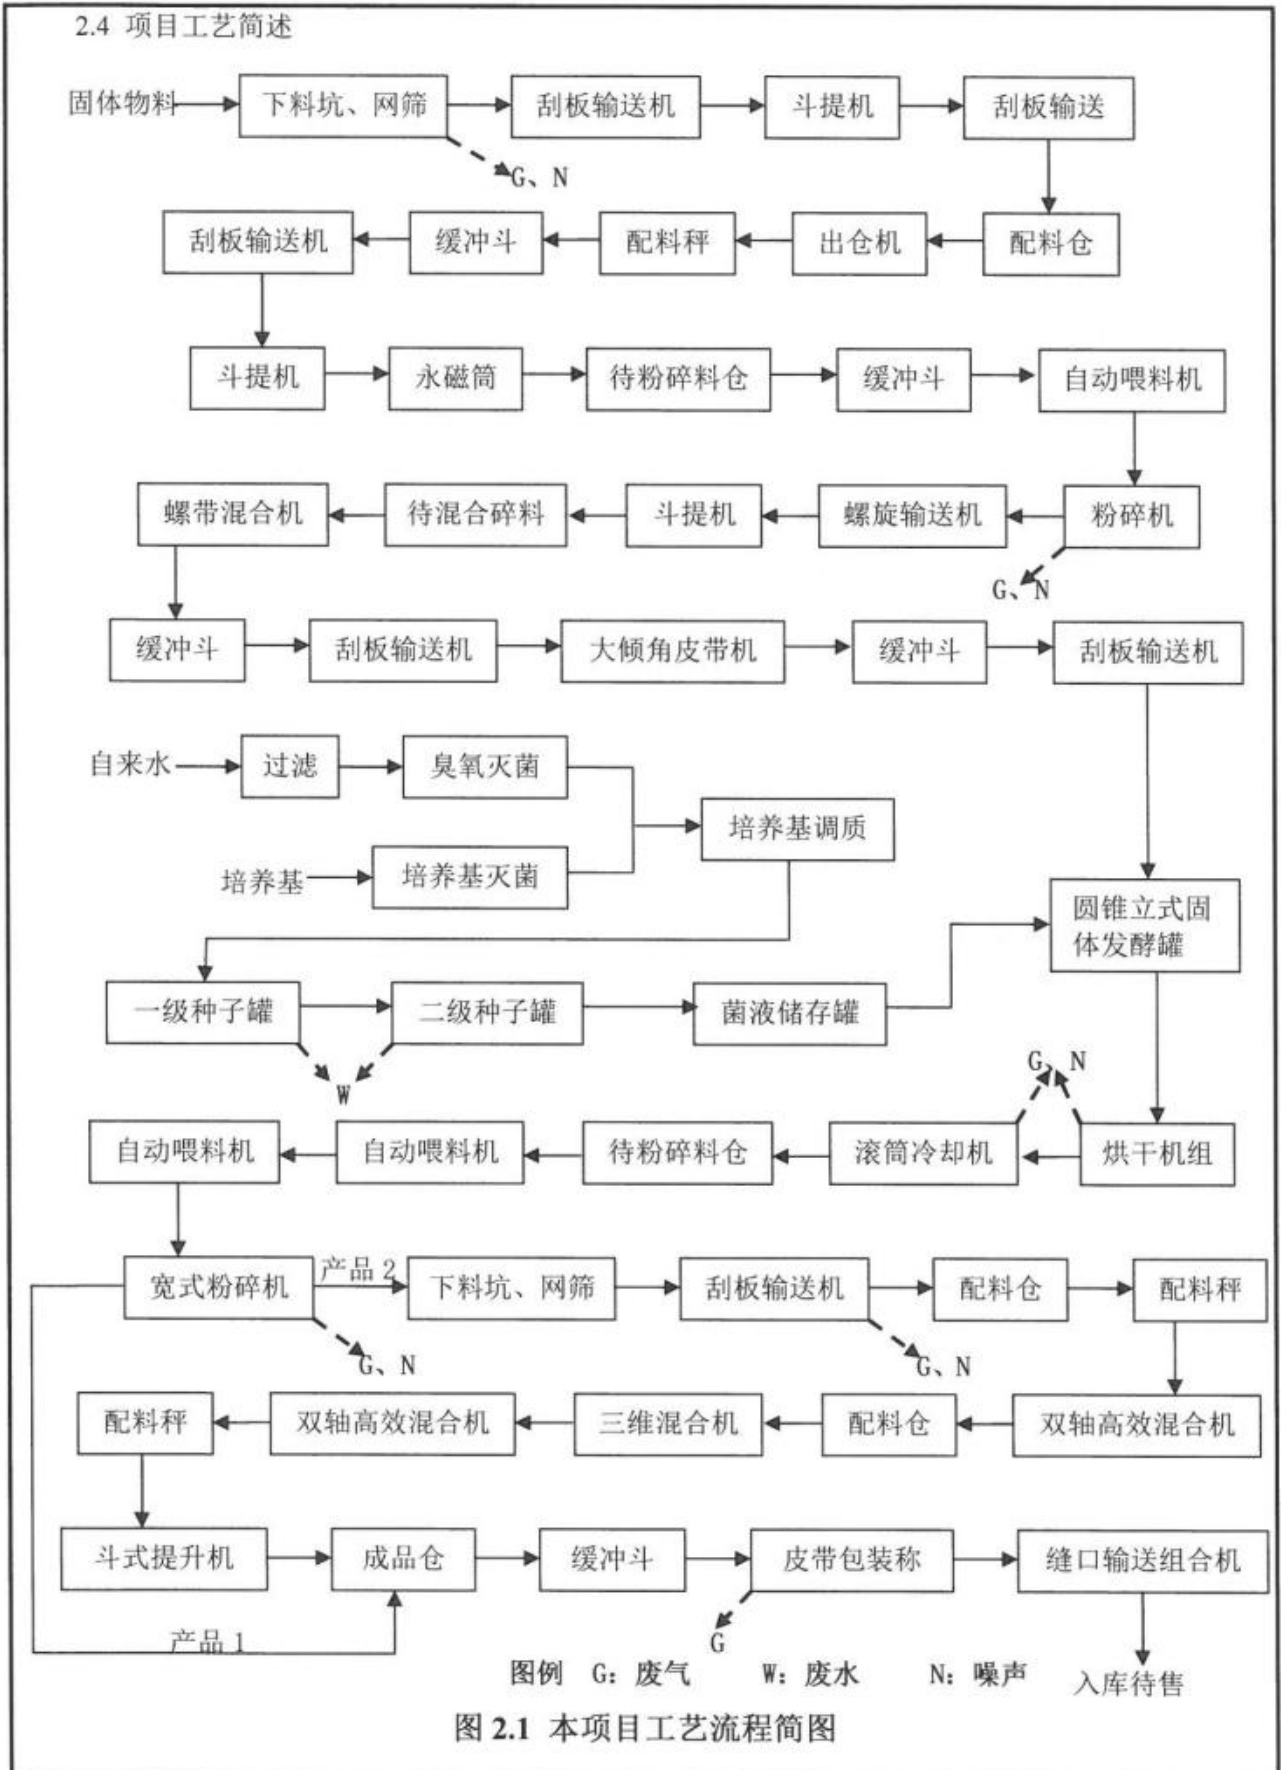 2.4 项目工艺简述
固体物料 下料坑、网筛 刮板输送机 斗提机 刮板输送
G、N
刮板输送机 缓冲斗 配料秤 出仓机 配料仓
斗提机 永磁筒 待粉碎料仓 缓冲斗 自动喂料机
螺带混合机 待混合碎料 斗提机 螺旋输送机 粉碎机
G、N
缓冲斗 刮板输送机 大倾角皮带机 缓冲斗 刮板输送机
自来水 过滤 臭氧灭菌
培养基调质
培养基 培养基灭菌
圆锥立式固
体发酵罐
一级种子罐 二级种子罐 菌液储存罐
G、N
W
自动喂料机 自动喂料机 待粉碎料仓 滚筒冷却机 烘干机组
宽式粉碎机 产品2 下料坑、网筛 刮板输送机 配料仓 配料秤
G、N G、N
配料秤 双轴高效混合机 三维混合机 配料仓 双轴高效混合机
斗式提升机 成品仓 缓冲斗 皮带包装称 缝口输送组合机
产品1 G
图例 G：废气 W：废水 N：噪声 入库待售
图 2.1 本项目工艺流程简图